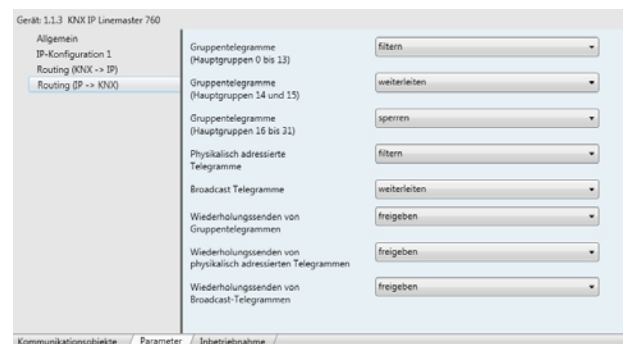 Gerät: 1.1.3 KNX IP Linemaster 760
Allgemein
IP-Konfiguration 1
Routing (KNX -> IP)
Routing (IP -> KNX)
Gruppentelegramme
(Hauptgruppen 0 bis 13)
filtern
Gruppentelegramme
(Hauptgruppen 14 und 15)
weiterleiten
Gruppentelegramme
(Hauptgruppen 16 bis 31)
sperren
Physikalisch adressierte
Telegramme
filtern
Broadcast Telegramme
weiterleiten
Wiederholungssenden von
Gruppentelegrammen
freigeben
Wiederholungssenden von
physikalisch adressierten Telegrammen
freigeben
Wiederholungssenden von
Broadcast-Telegrammen
freigeben
Kommunikationsobjekte / Parameter / Inbetriebnahme /